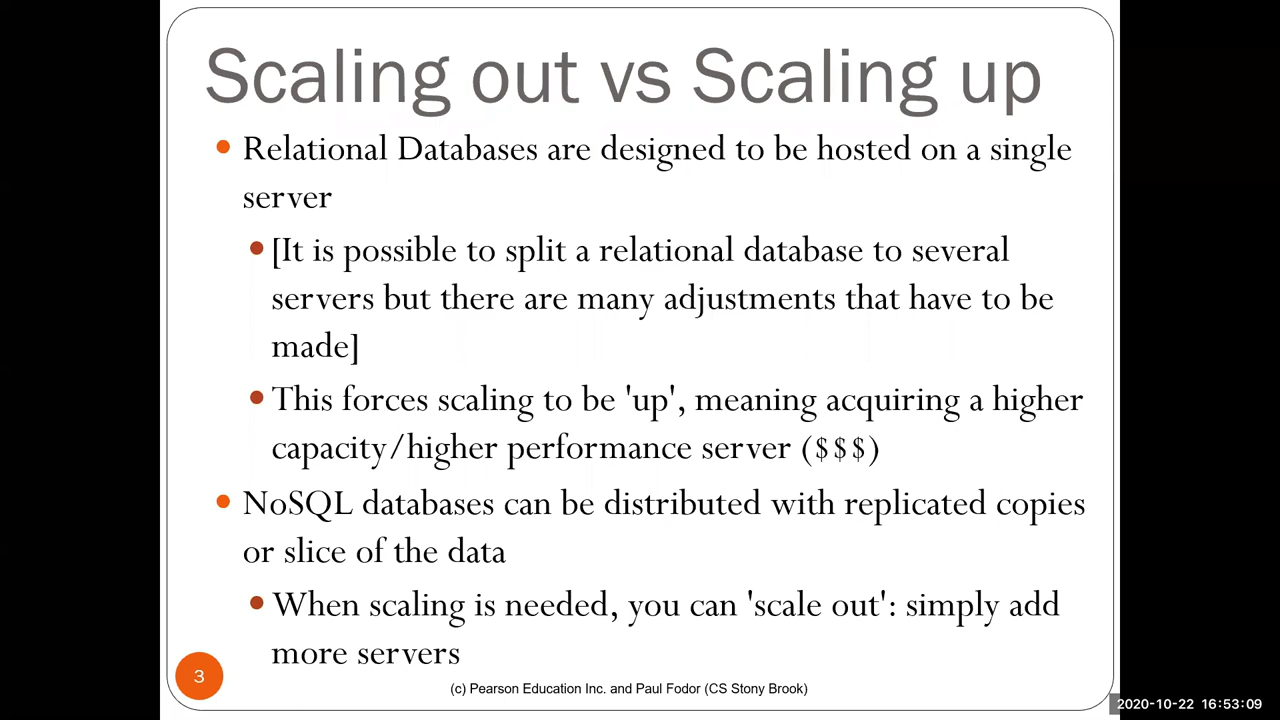 Scaling out vs Scaling up
• Relational Databases are designed to be hosted on a single
server
• [It is possible to split a relational database to several
servers but there are many adjustments that have to be
made]
• This forces scaling to be 'up', meaning acquiring a higher
capacity/higher performance server ($$$)
• NoSQL databases can be distributed with replicated copies
or slice of the data
• When scaling is needed, you can 'scale out': simply add
more servers
3
(c) Pearson Education Inc. and Paul Fodor (CS Stony Brook)
2020-10-22 16:53:09